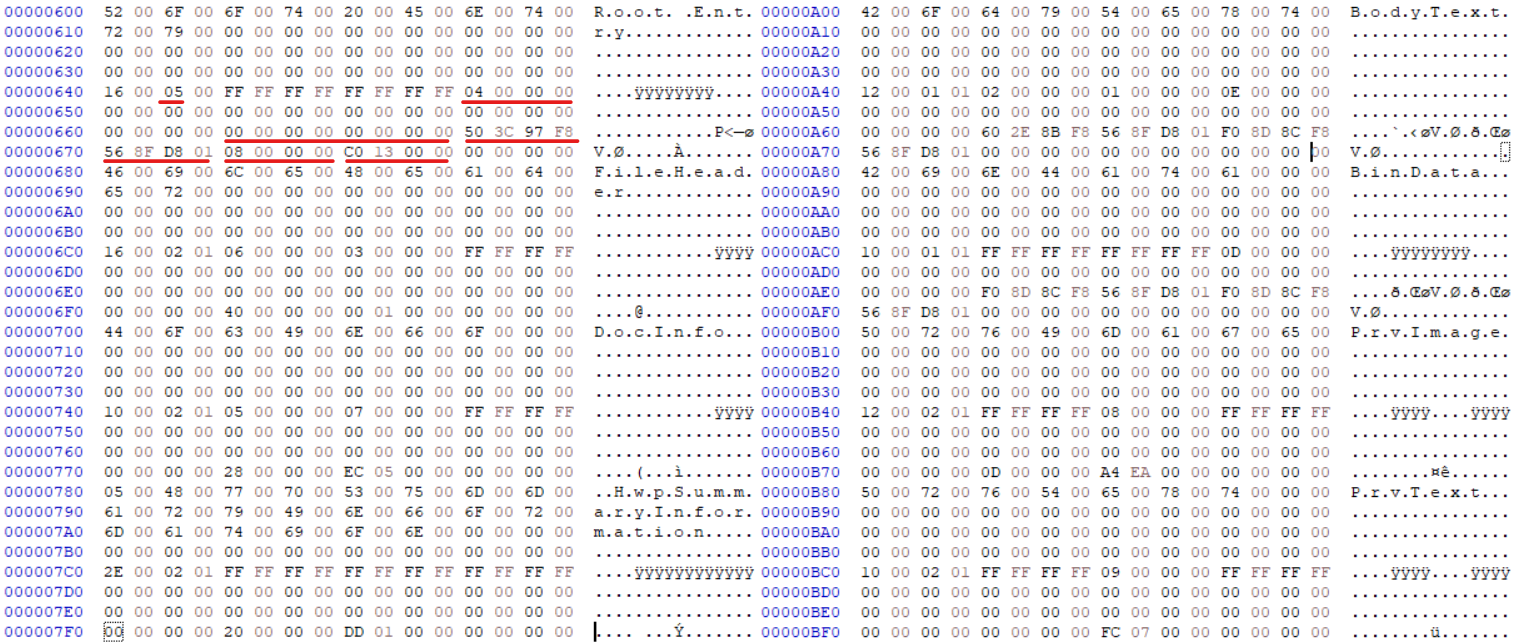 00000600 52 00 6F 00 6F 00 74 00 20 00 45 00 6E 00 74 00 R.o.o.t. .E.n.t.
00000610 72 00 79 00 00 00 00 00 00 00 00 00 00 00 00 00 r.y.............
00000620 00 00 00 00 00 00 00 00 00 00 00 00 00 00 00 00 ................
00000630 00 00 00 00 00 00 00 00 00 00 00 00 00 00 00 00 ................
00000640 16 00 05 00 FF FF FF FF FF FF FF FF 04 00 00 00 ....ÿÿÿÿÿÿÿÿ....
00000650 00 00 00 00 00 00 00 00 00 00 00 00 00 00 00 00 ................
00000660 00 00 00 00 00 00 00 00 00 00 00 00 50 3C 97 F8 ............P<—ø
00000670 56 8F D8 01 08 00 00 00 C0 13 00 00 00 00 00 00 V.Ø.....À.......
00000680 46 00 69 00 6C 00 65 00 48 00 65 00 61 00 64 00 F.i.l.e.H.e.a.d.
00000690 65 00 72 00 00 00 00 00 00 00 00 00 00 00 00 00 e.r.............
000006A0 00 00 00 00 00 00 00 00 00 00 00 00 00 00 00 00 ................
000006B0 00 00 00 00 00 00 00 00 00 00 00 00 00 00 00 00 ................
000006C0 16 00 02 01 06 00 00 00 03 00 00 00 FF FF FF FF ............ÿÿÿÿ
000006D0 00 00 00 00 00 00 00 00 00 00 00 00 00 00 00 00 ................
000006E0 00 00 00 00 00 00 00 00 00 00 00 00 00 00 00 00 ................
000006F0 00 00 00 00 40 00 00 00 00 01 00 00 00 00 00 00 ....@...........
00000700 44 00 6F 00 63 00 49 00 6E 00 66 00 6F 00 00 00 D.o.c.I.n.f.o...
00000710 00 00 00 00 00 00 00 00 00 00 00 00 00 00 00 00 ................
00000720 00 00 00 00 00 00 00 00 00 00 00 00 00 00 00 00 ................
00000730 00 00 00 00 00 00 00 00 00 00 00 00 00 00 00 00 ................
00000740 10 00 02 01 05 00 00 00 07 00 00 00 FF FF FF FF ............ÿÿÿÿ
00000750 00 00 00 00 00 00 00 00 00 00 00 00 00 00 00 00 ................
00000760 00 00 00 00 00 00 00 00 00 00 00 00 00 00 00 00 ................
00000770 00 00 00 00 28 00 00 00 EC 05 00 00 00 00 00 00 ....(...ì.......
00000780 05 00 48 00 77 00 70 00 53 00 75 00 6D 00 6D 00 ..H.w.p.S.u.m.m.
00000790 61 00 72 00 79 00 49 00 6E 00 66 00 6F 00 72 00 a.r.y.I.n.f.o.r.
000007A0 6D 00 61 00 74 00 69 00 6F 00 6E 00 00 00 00 00 m.a.t.i.o.n.....
000007B0 00 00 00 00 00 00 00 00 00 00 00 00 00 00 00 00 ................
000007C0 2E 00 02 01 FF FF FF FF FF FF FF FF FF FF FF FF ....ÿÿÿÿÿÿÿÿÿÿÿÿ
000007D0 00 00 00 00 00 00 00 00 00 00 00 00 00 00 00 00 ................
000007E0 00 00 00 00 00 00 00 00 00 00 00 00 00 00 00 00 ................
000007F0 00 00 00 00 20 00 00 00 DD 01 00 00 00 00 00 00 .... ...Ý.......
00000A00 42 00 6F 00 64 00 79 00 54 00 65 00 78 00 74 00 B.o.d.y.T.e.x.t.
00000A10 00 00 00 00 00 00 00 00 00 00 00 00 00 00 00 00 ................
00000A20 00 00 00 00 00 00 00 00 00 00 00 00 00 00 00 00 ................
00000A30 00 00 00 00 00 00 00 00 00 00 00 00 00 00 00 00 ................
00000A40 12 00 01 01 02 00 00 00 01 00 00 00 0E 00 00 00 ................
00000A50 00 00 00 00 00 00 00 00 00 00 00 00 00 00 00 00 ................
00000A60 00 00 00 00 60 2E 8B F8 56 8F D8 01 F0 8D 8C F8 ....`.‹øV.Ø.ð.Œø
00000A70 56 8F D8 01 00 00 00 00 00 00 00 00 00 00 00 00 V.Ø.............
00000A80 42 00 69 00 6E 00 44 00 61 00 74 00 61 00 00 00 B.i.n.D.a.t.a...
00000A90 00 00 00 00 00 00 00 00 00 00 00 00 00 00 00 00 ................
00000AA0 00 00 00 00 00 00 00 00 00 00 00 00 00 00 00 00 ................
00000AB0 00 00 00 00 00 00 00 00 00 00 00 00 00 00 00 00 ................
00000AC0 10 00 01 01 FF FF FF FF FF FF FF FF 0D 00 00 00 ....ÿÿÿÿÿÿÿÿ....
00000AD0 00 00 00 00 00 00 00 00 00 00 00 00 00 00 00 00 ................
00000AE0 00 00 00 00 F0 8D 8C F8 56 8F D8 01 F0 8D 8C F8 ....ð.ŒøV.Ø.ð.Œø
00000AF0 56 8F D8 01 00 00 00 00 00 00 00 00 00 00 00 00 V.Ø.............
00000B00 50 00 72 00 76 00 49 00 6D 00 61 00 67 00 65 00 P.r.v.I.m.a.g.e.
00000B10 00 00 00 00 00 00 00 00 00 00 00 00 00 00 00 00 ................
00000B20 00 00 00 00 00 00 00 00 00 00 00 00 00 00 00 00 ................
00000B30 00 00 00 00 00 00 00 00 00 00 00 00 00 00 00 00 ................
00000B40 12 00 02 01 FF FF FF FF 08 00 00 00 FF FF FF FF ....ÿÿÿÿ....ÿÿÿÿ
00000B50 00 00 00 00 00 00 00 00 00 00 00 00 00 00 00 00 ................
00000B60 00 00 00 00 00 00 00 00 00 00 00 00 00 00 00 00 ................
00000B70 00 00 00 00 0D 00 00 00 A4 EA 00 00 00 00 00 00 ........¤ê......
00000B80 50 00 72 00 76 00 54 00 65 00 78 00 74 00 00 00 P.r.v.T.e.x.t...
00000B90 00 00 00 00 00 00 00 00 00 00 00 00 00 00 00 00 ................
00000BA0 00 00 00 00 00 00 00 00 00 00 00 00 00 00 00 00 ................
00000BB0 00 00 00 00 00 00 00 00 00 00 00 00 00 00 00 00 ................
00000BC0 10 00 02 01 FF FF FF FF 09 00 00 00 FF FF FF FF ....ÿÿÿÿ....ÿÿÿÿ
00000BD0 00 00 00 00 00 00 00 00 00 00 00 00 00 00 00 00 ................
00000BE0 00 00 00 00 00 00 00 00 00 00 00 00 00 00 00 00 ................
00000BF0 00 00 00 00 00 00 00 00 FC 07 00 00 00 00 00 00 ........ü.......